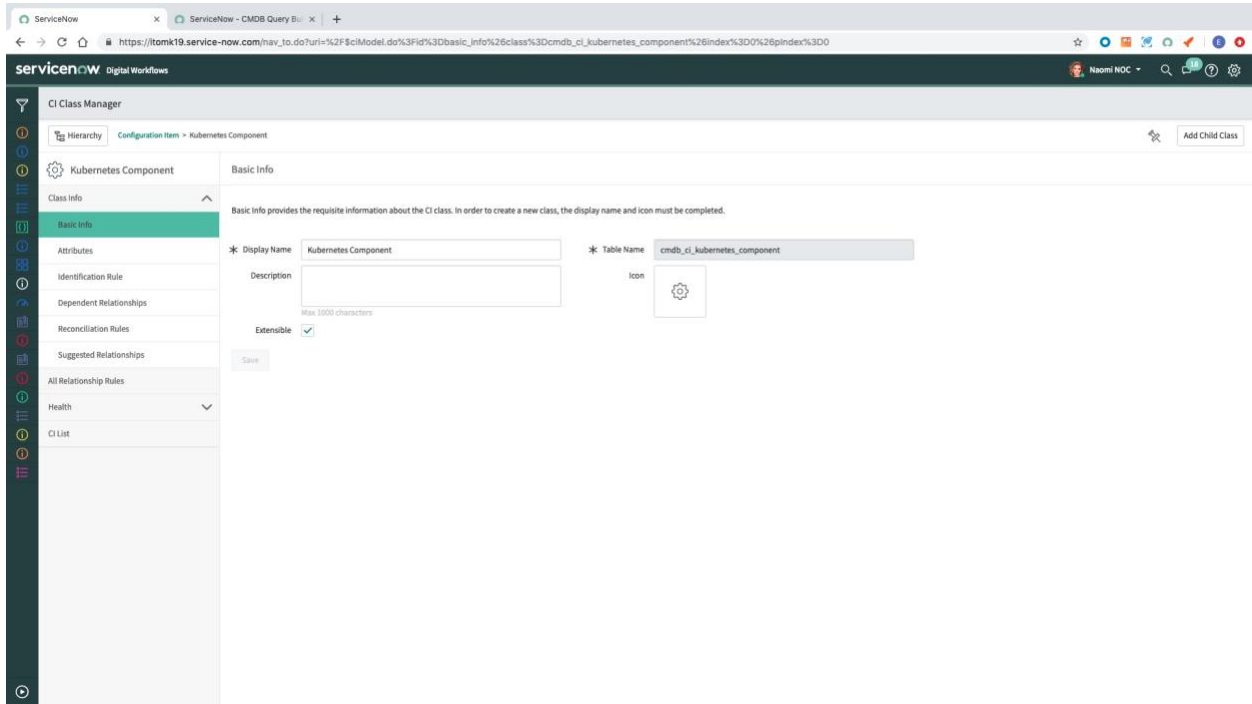 ServiceNow
ServiceNow - CMDB Query Bui
https://itomk19.service-now.com/nav_to.do?uri=%2F$ciModel.do%3Fid%3Dbasic_info%26class%3Dcmdb_ci_kubernetes_component%26index%3D0%26pIndex%3D0
servicenow Digital Workflows
Naomi NOC
18
CI Class Manager
Hierarchy
Configuration Item > Kubernetes Component
Add Child Class
Kubernetes Component
Basic Info
Class Info
Basic Info provides the requisite information about the CI class. In order to create a new class, the display name and icon must be completed.
Basic Info
Attributes
Display Name Kubernetes Component
Table Name cmdb_ci_kubernetes_component
Identification Rule
Description
Icon
Dependent Relationships
Max 1000 characters
Reconciliation Rules
Extensible
Suggested Relationships
Save
All Relationship Rules
Health
CI List